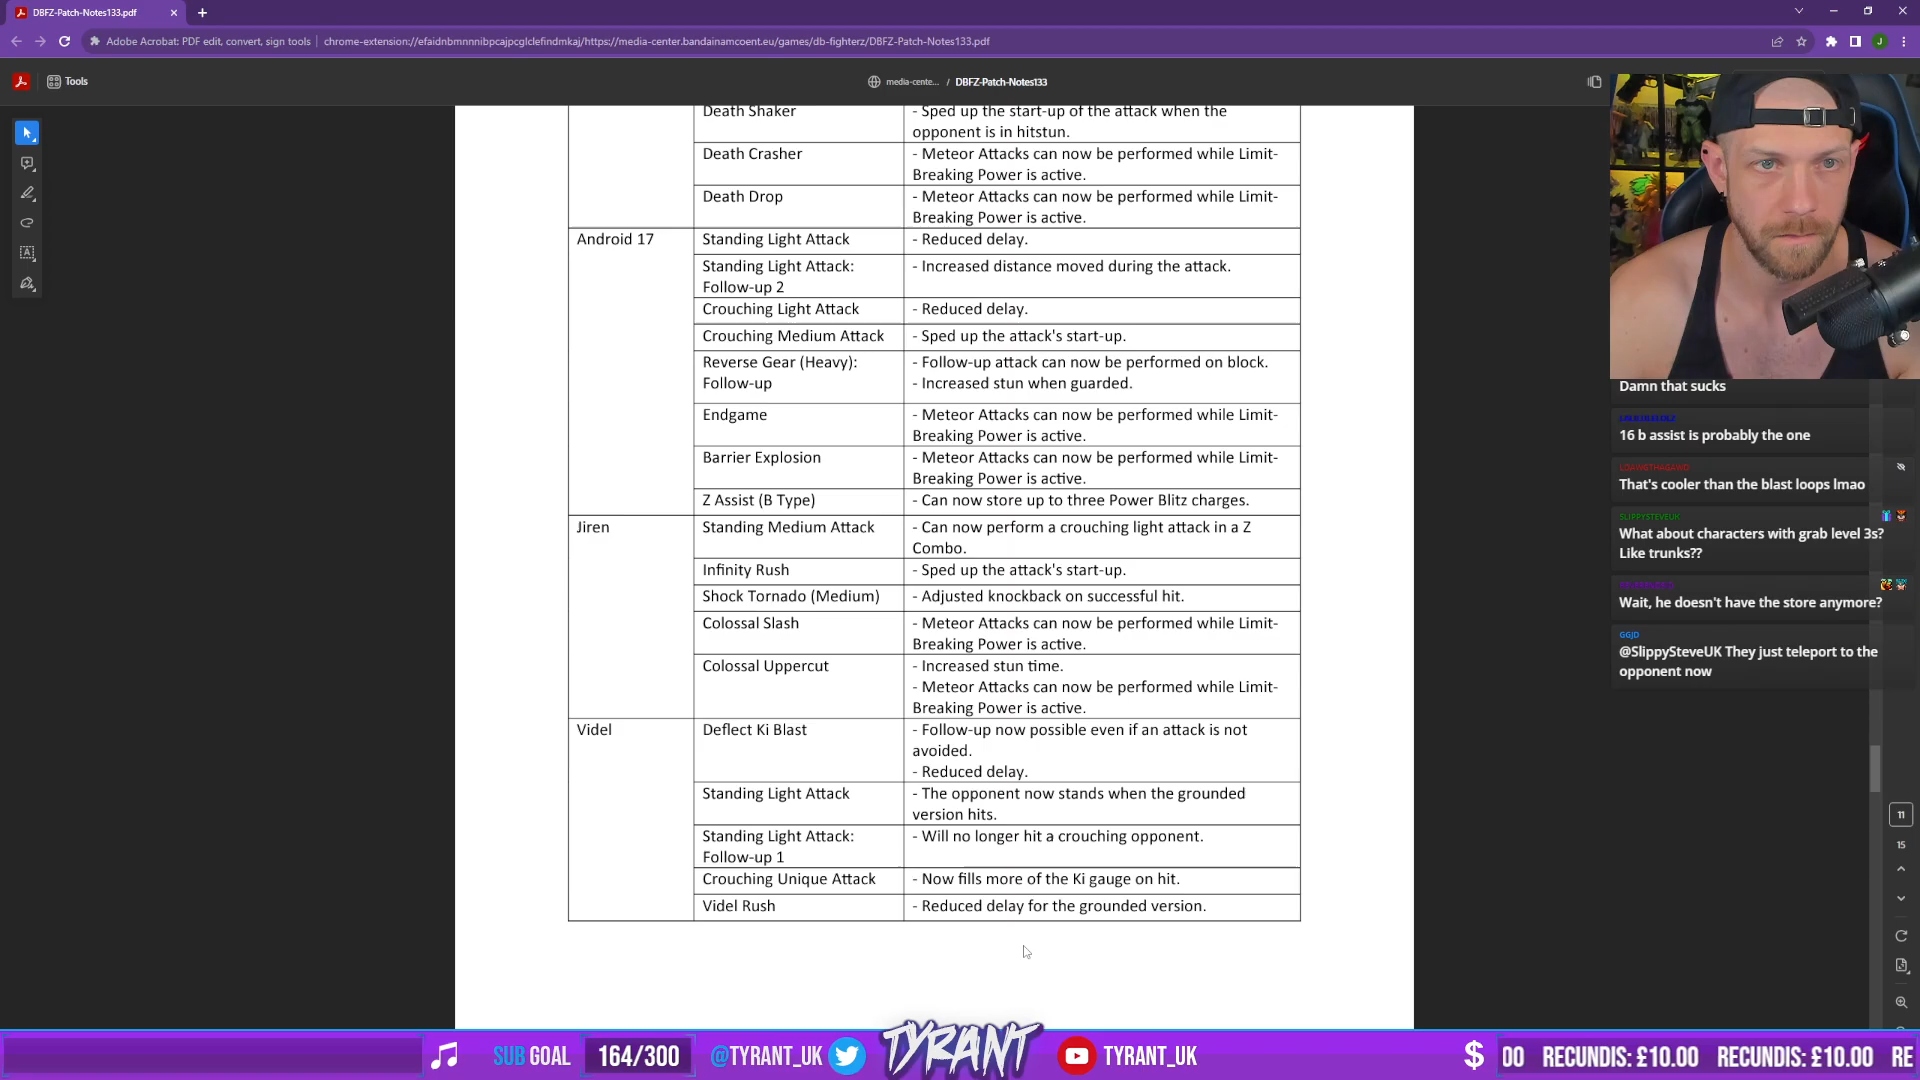 DBFZ-Patch-Notes133.pdf
Adobe Acrobat: PDF edit, convert, sign tools
chrome-extension://efaidnbmnnnibpcajpcglclefindmkaj/https://media-center.bandainamcoent.eu/games/db-fighterz/DBFZ-Patch-Notes133.pdf
J
Tools
media-cente... / DBFZ-Patch-Notes133
Death Shaker
- Sped up the start-up of the attack when the
opponent is in hitstun.
Death Crasher
- Meteor Attacks can now be performed while Limit-
Breaking Power is active.
Death Drop
- Meteor Attacks can now be performed while Limit-
Breaking Power is active.
Android 17
Standing Light Attack
- Reduced delay.
Standing Light Attack:
Follow-up 2
- Increased distance moved during the attack.
Crouching Light Attack
- Reduced delay.
Crouching Medium Attack
- Sped up the attack's start-up.
Reverse Gear (Heavy):
Follow-up
- Follow-up attack can now be performed on block.
- Increased stun when guarded.
Endgame
- Meteor Attacks can now be performed while Limit-
Breaking Power is active.
Barrier Explosion
- Meteor Attacks can now be performed while Limit-
Breaking Power is active.
Z Assist (B Type)
- Can now store up to three Power Blitz charges.
Jiren
Standing Medium Attack
- Can now perform a crouching light attack in a Z
Combo.
Infinity Rush
- Sped up the attack's start-up.
Shock Tornado (Medium)
- Adjusted knockback on successful hit.
Colossal Slash
- Meteor Attacks can now be performed while Limit-
Breaking Power is active.
Colossal Uppercut
- Increased stun time.
- Meteor Attacks can now be performed while Limit-
Breaking Power is active.
Videl
Deflect Ki Blast
- Follow-up now possible even if an attack is not
avoided.
- Reduced delay.
Standing Light Attack
- The opponent now stands when the grounded
version hits.
Standing Light Attack:
Follow-up 1
- Will no longer hit a crouching opponent.
Crouching Unique Attack
- Now fills more of the Ki gauge on hit.
Videl Rush
- Reduced delay for the grounded version.
Damn that sucks
16 b assist is probably the one
That's cooler than the blast loops lmao
SLIPPYSTEVEUK
What about characters with grab level 3s?
Like trunks??
Wait, he doesn't have the store anymore?
GGJD
@SlippySteveUK They just teleport to the
opponent now
11
15
SUB GOAL
164/300
@TYRANT_UK
TYRANT
TYRANT_UK
$
00 RECUNDIS: £10.00 RECUNDIS: £10.00 RE